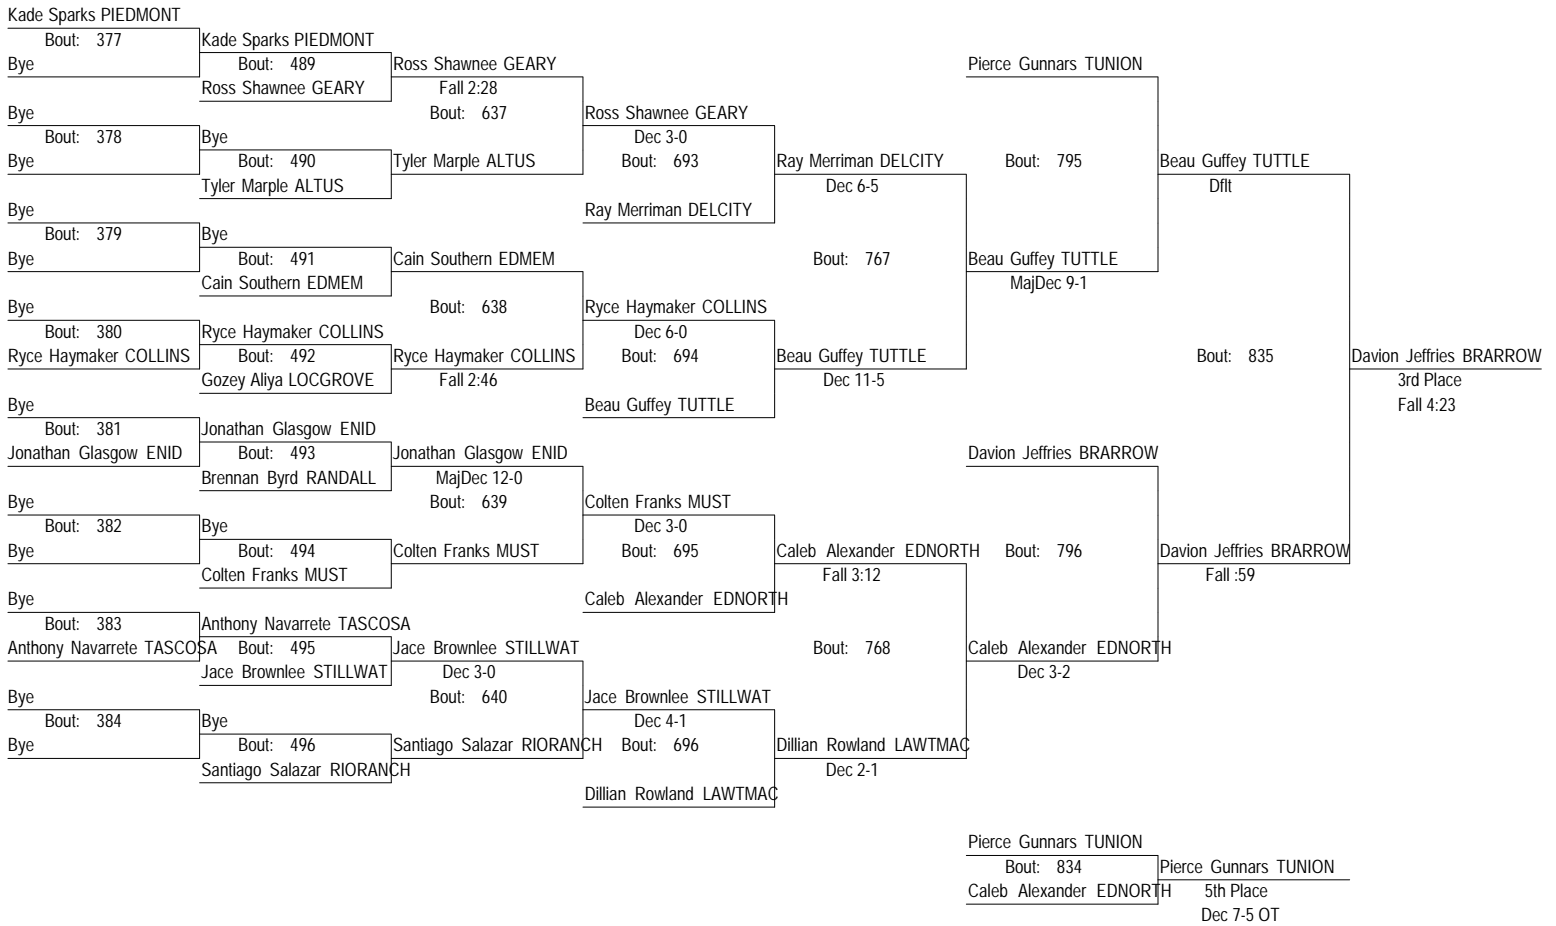 Kade Sparks PIEDMONT
Bout: 377
Bye
Bye
Bout: 378
Bye
Bye
Bout: 379
Bye
Bye
Bout: 380
Ryce Haymaker COLLINS
Bye
Bout: 381
Jonathan Glasgow ENID
Bye
Bout: 382
Bye
Bye
Bout: 383
Anthony Navarrete TASCOSA
Bye
Bout: 384
Bye
Kade Sparks PIEDMONT
Bout: 489
Ross Shawnee GEARY
Bye
Bout: 490
Tyler Marple ALTUS
Bye
Bout: 491
Cain Southern EDMEM
Ryce Haymaker COLLINS
Bout: 492
Gozey Aliya LOCGROVE
Jonathan Glasgow ENID
Bout: 493
Brennan Byrd RANDALL
Bye
Bout: 494
Colten Franks MUST
Anthony Navarrete TASCOSA
Bout: 495
Jace Brownlee STILLWAT
Bye
Bout: 496
Santiago Salazar RIORANCH
Ross Shawnee GEARY
Fall 2:28
Bout: 637
Tyler Marple ALTUS
Cain Southern EDMEM
Bout: 638
Ryce Haymaker COLLINS
Fall 2:46
Jonathan Glasgow ENID
MajDec 12-0
Bout: 639
Colten Franks MUST
Jace Brownlee STILLWAT
Dec 3-0
Bout: 640
Santiago Salazar RIORANCH
Ross Shawnee GEARY
Dec 3-0
Bout: 693
Ray Merriman DELCITY
Ryce Haymaker COLLINS
Dec 6-0
Bout: 694
Beau Guffey TUTTLE
Colten Franks MUST
Dec 3-0
Bout: 695
Caleb Alexander EDNORTH
Jace Brownlee STILLWAT
Dec 4-1
Bout: 696
Dillian Rowland LAWTMAC
Ray Merriman DELCITY
Dec 6-5
Bout: 767
Beau Guffey TUTTLE
Dec 11-5
Caleb Alexander EDNORTH
Fall 3:12
Bout: 768
Dillian Rowland LAWTMAC
Dec 2-1
Pierce Gunnars TUNION
Bout: 795
Beau Guffey TUTTLE
MajDec 9-1
Davion Jeffries BRARROW
Bout: 796
Caleb Alexander EDNORTH
Dec 3-2
Beau Guffey TUTTLE
Dflt
Bout: 835
Davion Jeffries BRARROW
Fall :59
Davion Jeffries BRARROW
3rd Place
Fall 4:23
Pierce Gunnars TUNION
Bout: 834
Caleb Alexander EDNORTH
Pierce Gunnars TUNION
5th Place
Dec 7-5 OT